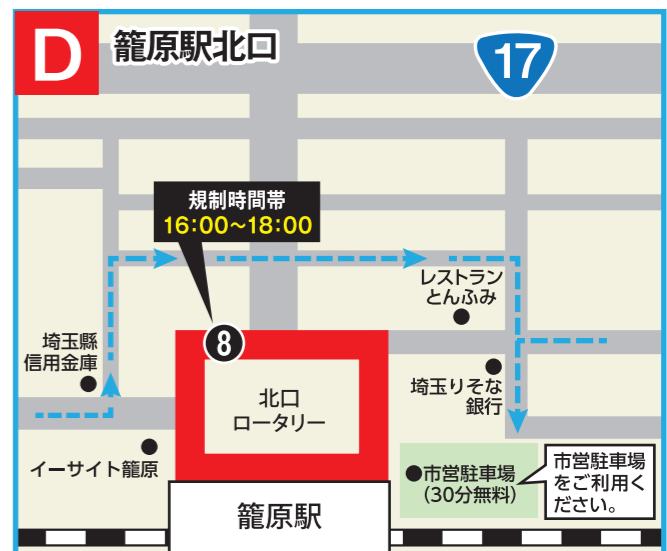 D
籠原駅北口
17
規制時間帯
16:00～18:00
レストラン
とんふみ
8
埼玉縣
信用金庫
北口
ロータリー
埼玉りそな
銀行
イーサイト籠原
●市営駐車場
（30分無料）
市営駐車場
をご利用く
ださい。
籠原駅